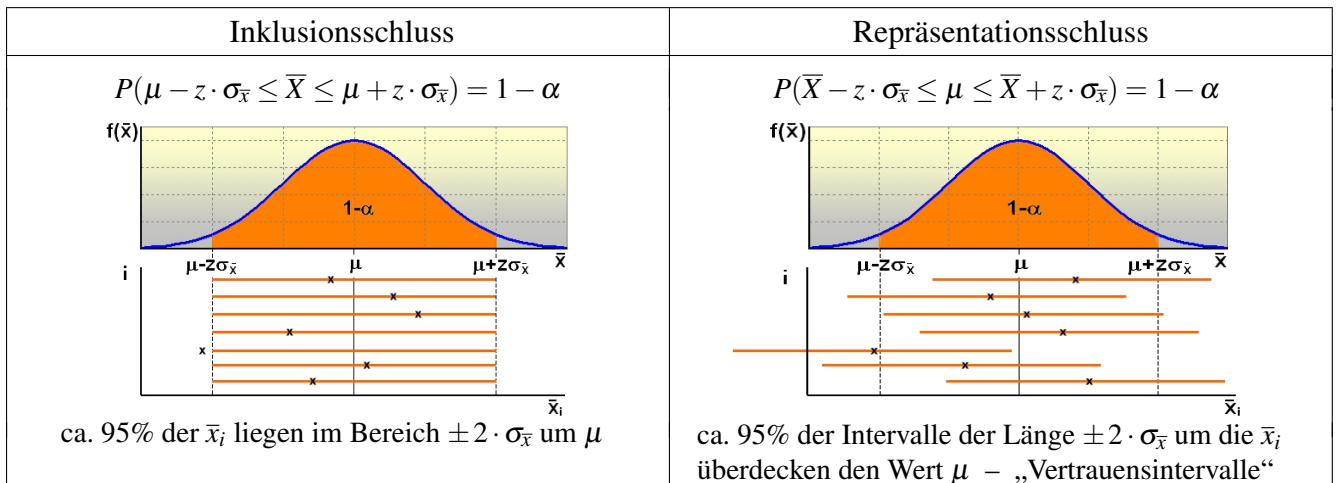 Inklusionsschluss
P(μ − z · σ_x̅ ≤ X̅ ≤ μ + z · σ_x̅) = 1 − α
f(x̅)
1-α
μ-zσ_x̅ μ μ+zσ_x̅ x̅
i
x
x
x
x
x
x
x
x̅_i
ca. 95% der x̅_i liegen im Bereich ± 2 · σ_x̅ um μ
Repräsentationsschluss
P(X̅ − z · σ_x̅ ≤ μ ≤ X̅ + z · σ_x̅) = 1 − α
f(x̅)
1-α
μ-zσ_x̅ μ μ+zσ_x̅ x̅
i
x
x
x
x
x
x
x
x̅_i
ca. 95% der Intervalle der Länge ± 2 · σ_x̅ um die x̅_i
überdecken den Wert μ – „Vertrauensintervalle“